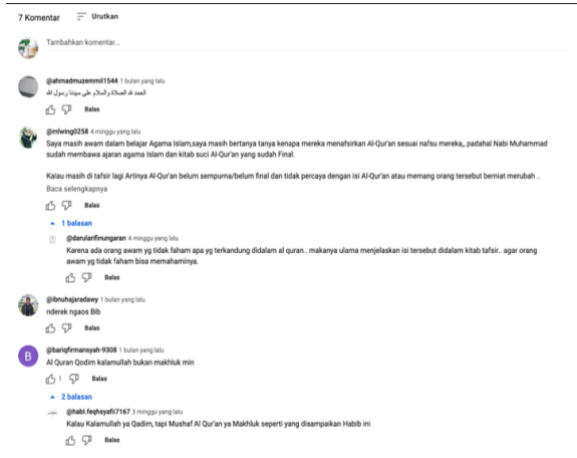 7 Komentar
Urutkan
Tambahkan komentar...
@ahmadmuzemmil1544 1 bulan yang lalu
الحمد لله الصلاة والسلام علي سيدنا رسول الله
Balas
@mlwing0258 4 minggu yang lalu
Saya masih awam dalam belajar Agama Islam,saya masih bertanya tanya kenapa mereka menafsirkan Al-Qur'an sesuai nafsu mereka,, padahal Nabi Muhammad
sudah membawa ajaran agama Islam dan kitab suci Al-Qur'an yang sudah Final.
Kalau masih di tafsir lagi Artinya Al-Qur'an belum sempurna/belum final dan tidak percaya dengan isi Al-Qur'an atau memang orang tersebut berniat merubah ..
Baca selengkapnya
Balas
1 balasan
@darularifinungaran 4 minggu yang lalu
Karena ada orang awam yg tidak faham apa yg terkandung didalam al quran.. makanya ulama menjelaskan isi tersebut didalam kitab tafsir.. agar orang
awam yg tidak faham bisa memahaminya.
Balas
@ibnuhajaradawy 1 bulan yang lalu
nderek ngaos Bib
Balas
B
@bariqfirmansyah-9308 1 bulan yang lalu
Al Quran Qodim kalamullah bukan makhluk min
1 Balas
2 balasan
@habl.feqhsyafii7167 3 minggu yang lalu
Kalau Kalamullah ya Qadim, tapi Mushaf Al Qur'an ya Makhluk seperti yang disampaikan Habib ini
Balas